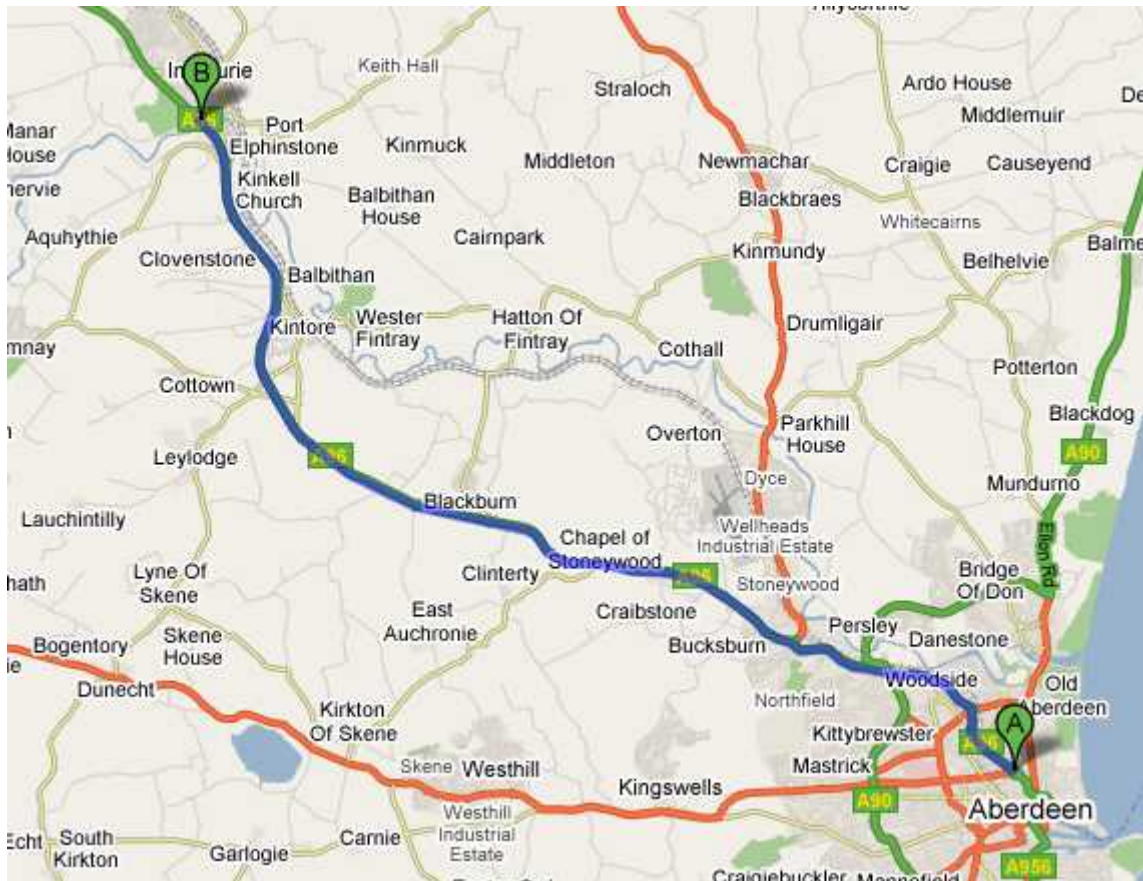 B
Keith Hall
Straloch
Ardo House
Middlemuir
Manar
House
Port
Elphinstone
Kinmuck
Middleton
Newmachar
Craigie
Causeyend
Kinkell
Church
Balbithan
House
Blackbraes
Whitecairns
Aquhythie
Cairnpark
Kinmundy
Clovenstone
Balbithan
Belhelvie
Kintore
Wester
Fintray
Hatton Of
Fintray
Drumligair
Cothall
Potterton
Cottown
Blackdog
Parkhill
House
Overton
A90
Leylodge
A96
Dyce
Mundurno
Blackburn
Lauchintilly
Wellheads
Industrial Estate
Ellon Rd
Chapel of
Stoneywood
Clinterty
A96
Stoneywood
Bridge
Of Don
Lyne Of
Skene
East
Auchronie
Craibstone
Persley
Danestone
Skene
House
Bogentory
Bucksburn
Woodside
Dunecht
Northfield
Old
Aberdeen
Kirkton
Of Skene
Kittybrewster
A
A96
Skene
Westhill
Mastrick
Kingswells
A90
Aberdeen
Westhill
Industrial
Estate
Echt
South
Kirkton
Carnie
Garlogie
A956
Craigiebuckler